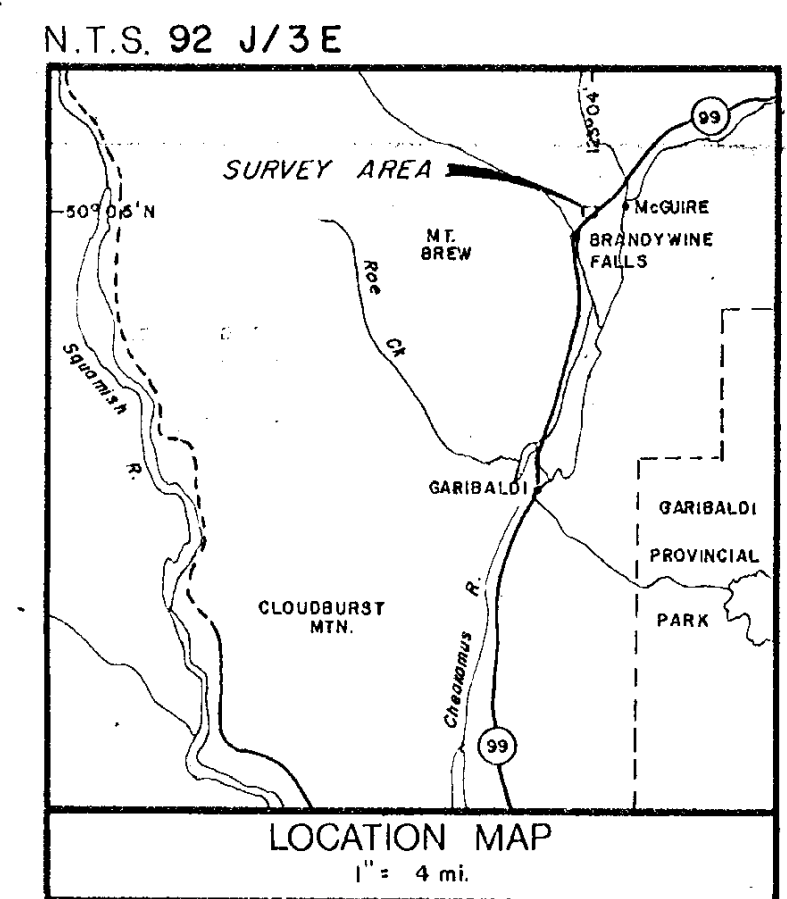 N.T.S. 92 J/3E
99
SURVEY AREA
McGUIRE
MT.
BREW
BRANDYWINE
FALLS
Roe
Ck
Squamish
R.
GARIBALDI
GARIBALDI
PROVINCIAL
PARK
CLOUDBURST
MTN.
R.
Cheakamus
99
LOCATION MAP
1" = 4 mi.